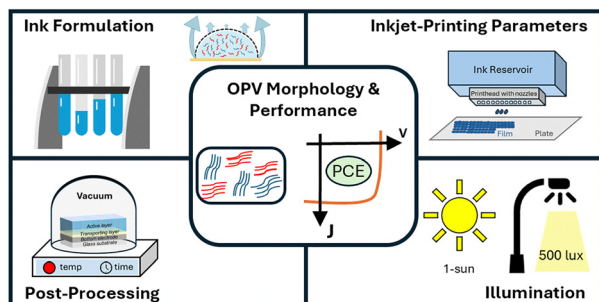 Ink Formulation
Inkjet-Printing Parameters
Ink Reservoir
Printhead with nozzles
Film
Plate
OPV Morphology &
Performance
V
PCE
J
Vacuum
Active layer
Transporting layer
Bottom electrode
Glass substrate
temp
time
Post-Processing
1-sun
500 lux
Illumination